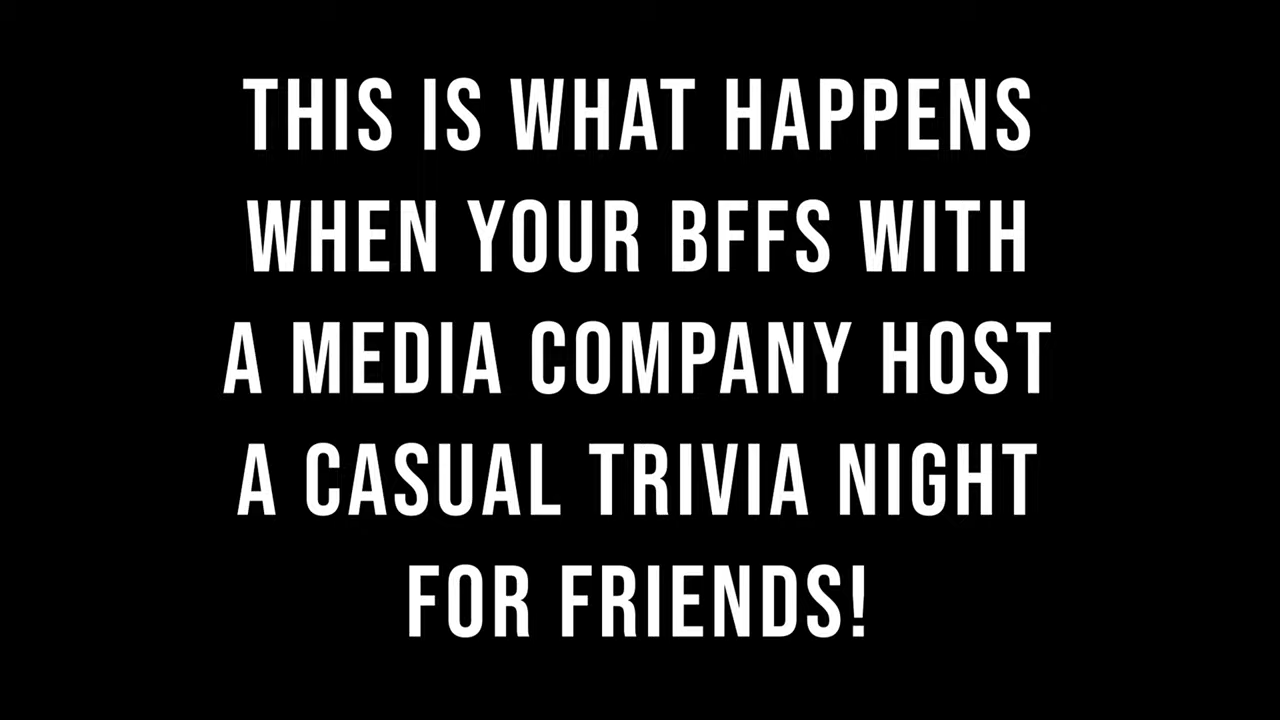 THIS IS WHAT HAPPENS
WHEN YOUR BFFS WITH
A MEDIA COMPANY HOST
A CASUAL TRIVIA NIGHT
FOR FRIENDS!